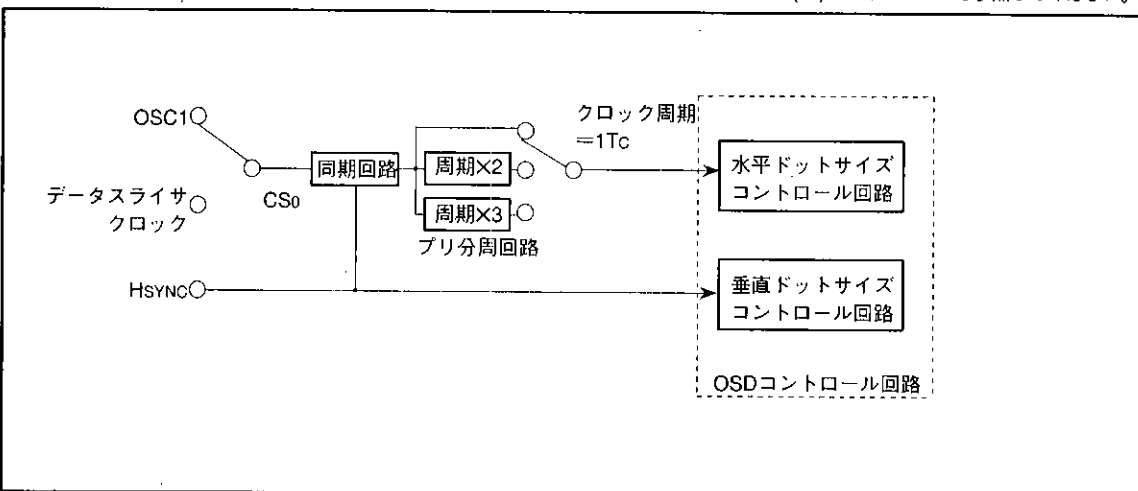 OSC1
データスライサ
クロック
CS0
同期回路
周期×2
周期×3
プリ分周回路
クロック周期
=1TC
水平ドットサイズ
コントロール回路
HSYNC
垂直ドットサイズ
コントロール回路
OSDコントロール回路